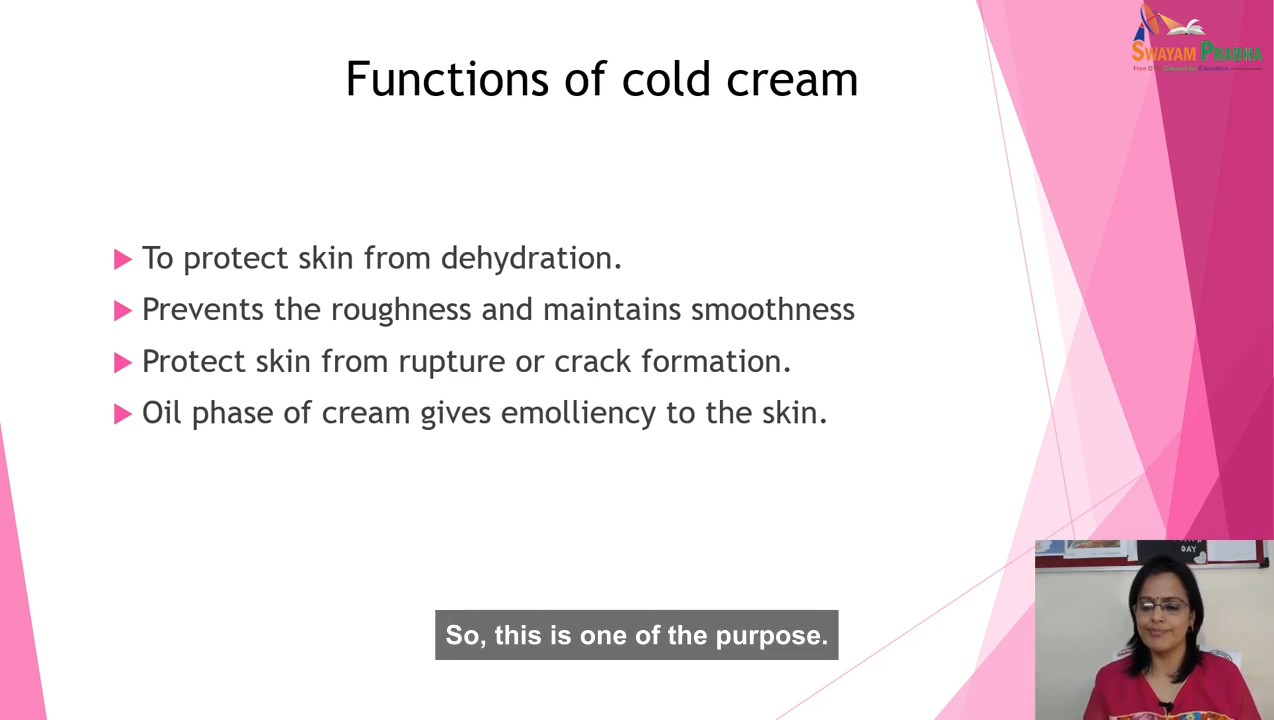 SWAYAM PRABHA
Functions of cold cream
To protect skin from dehydration.
Prevents the roughness and maintains smoothness
Protect skin from rupture or crack formation.
Oil phase of cream gives emolliency to the skin.
DAY
So, this is one of the purpose.